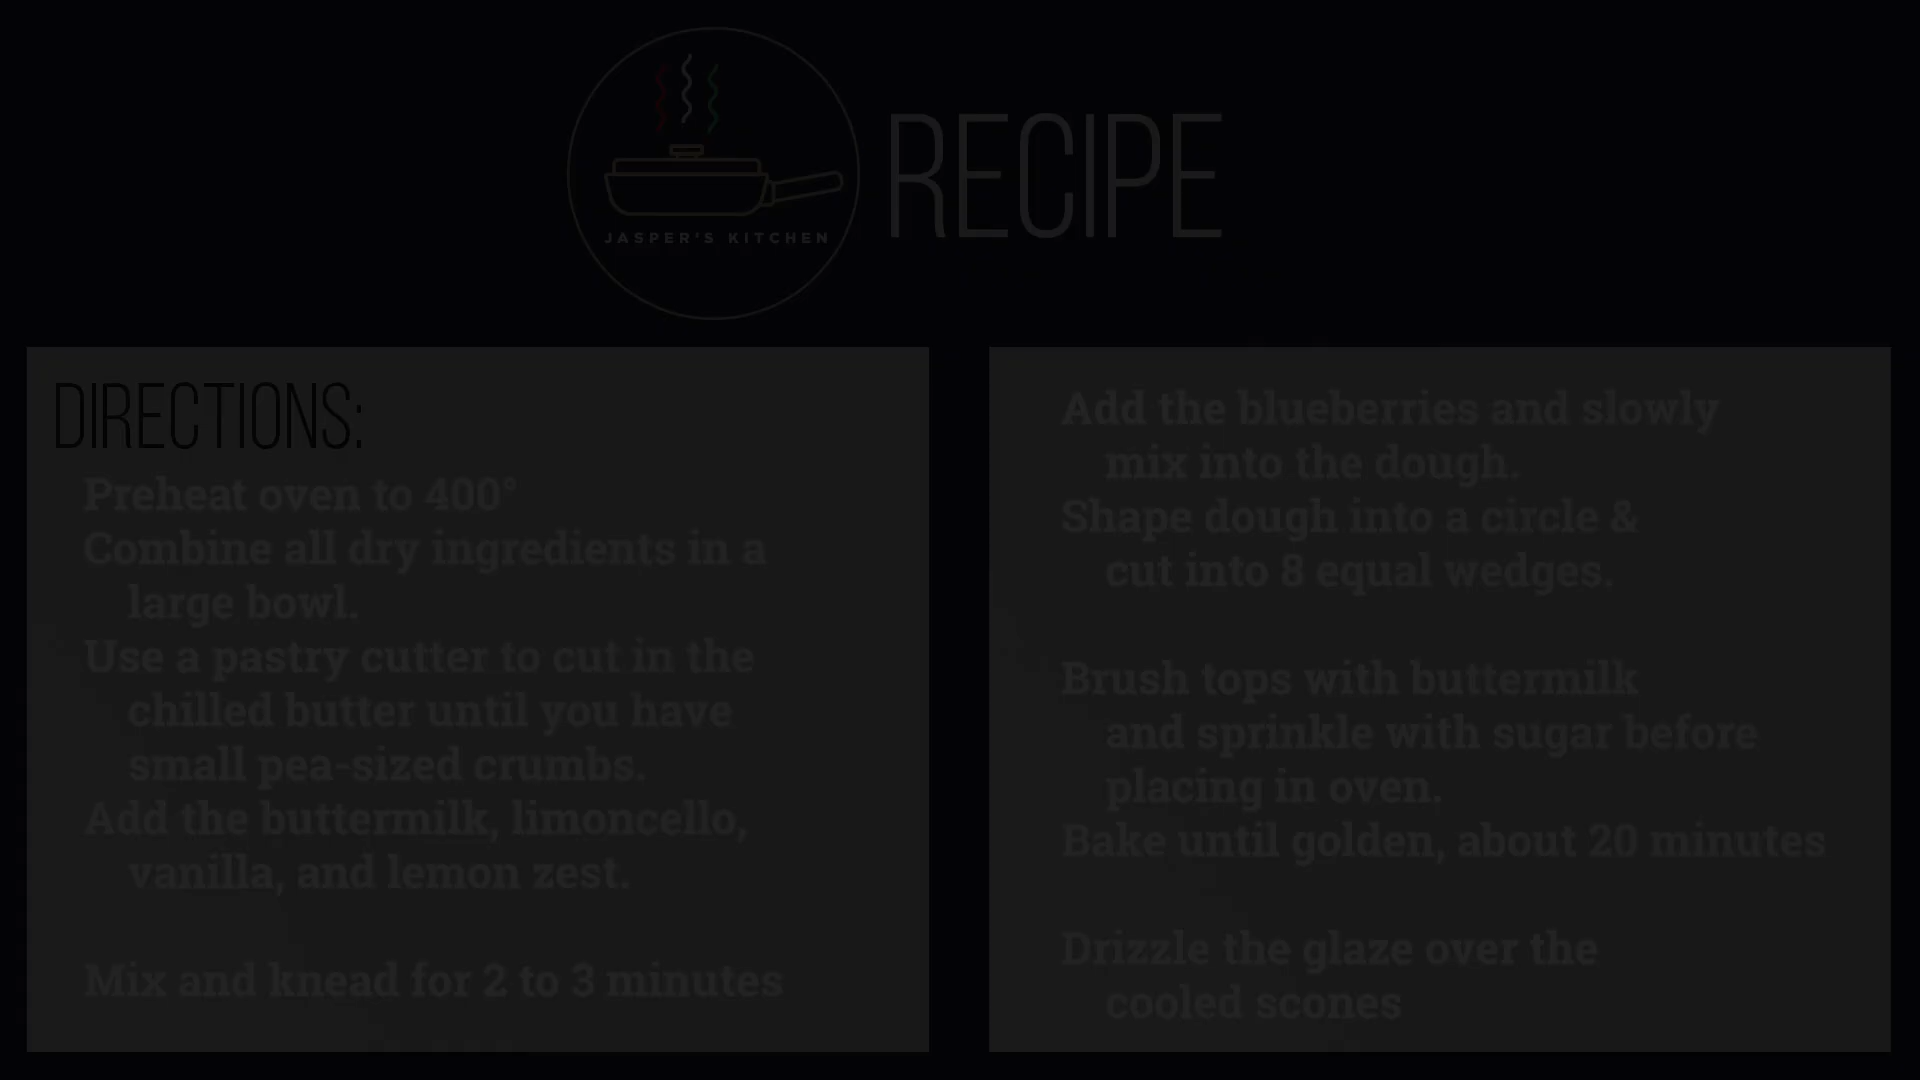 JASPER'S KITCHEN
RECIPE
DIRECTIONS:
Preheat oven to 400°
Combine all dry ingredients in a
large bowl.
Use a pastry cutter to cut in the
chilled butter until you have
small pea-sized crumbs.
Add the buttermilk, limoncello,
vanilla, and lemon zest.
Mix and knead for 2 to 3 minutes
Add the blueberries and slowly
mix into the dough.
Shape dough into a circle &
cut into 8 equal wedges.
Brush tops with buttermilk
and sprinkle with sugar before
placing in oven.
Bake until golden, about 20 minutes
Drizzle the glaze over the
cooled scones